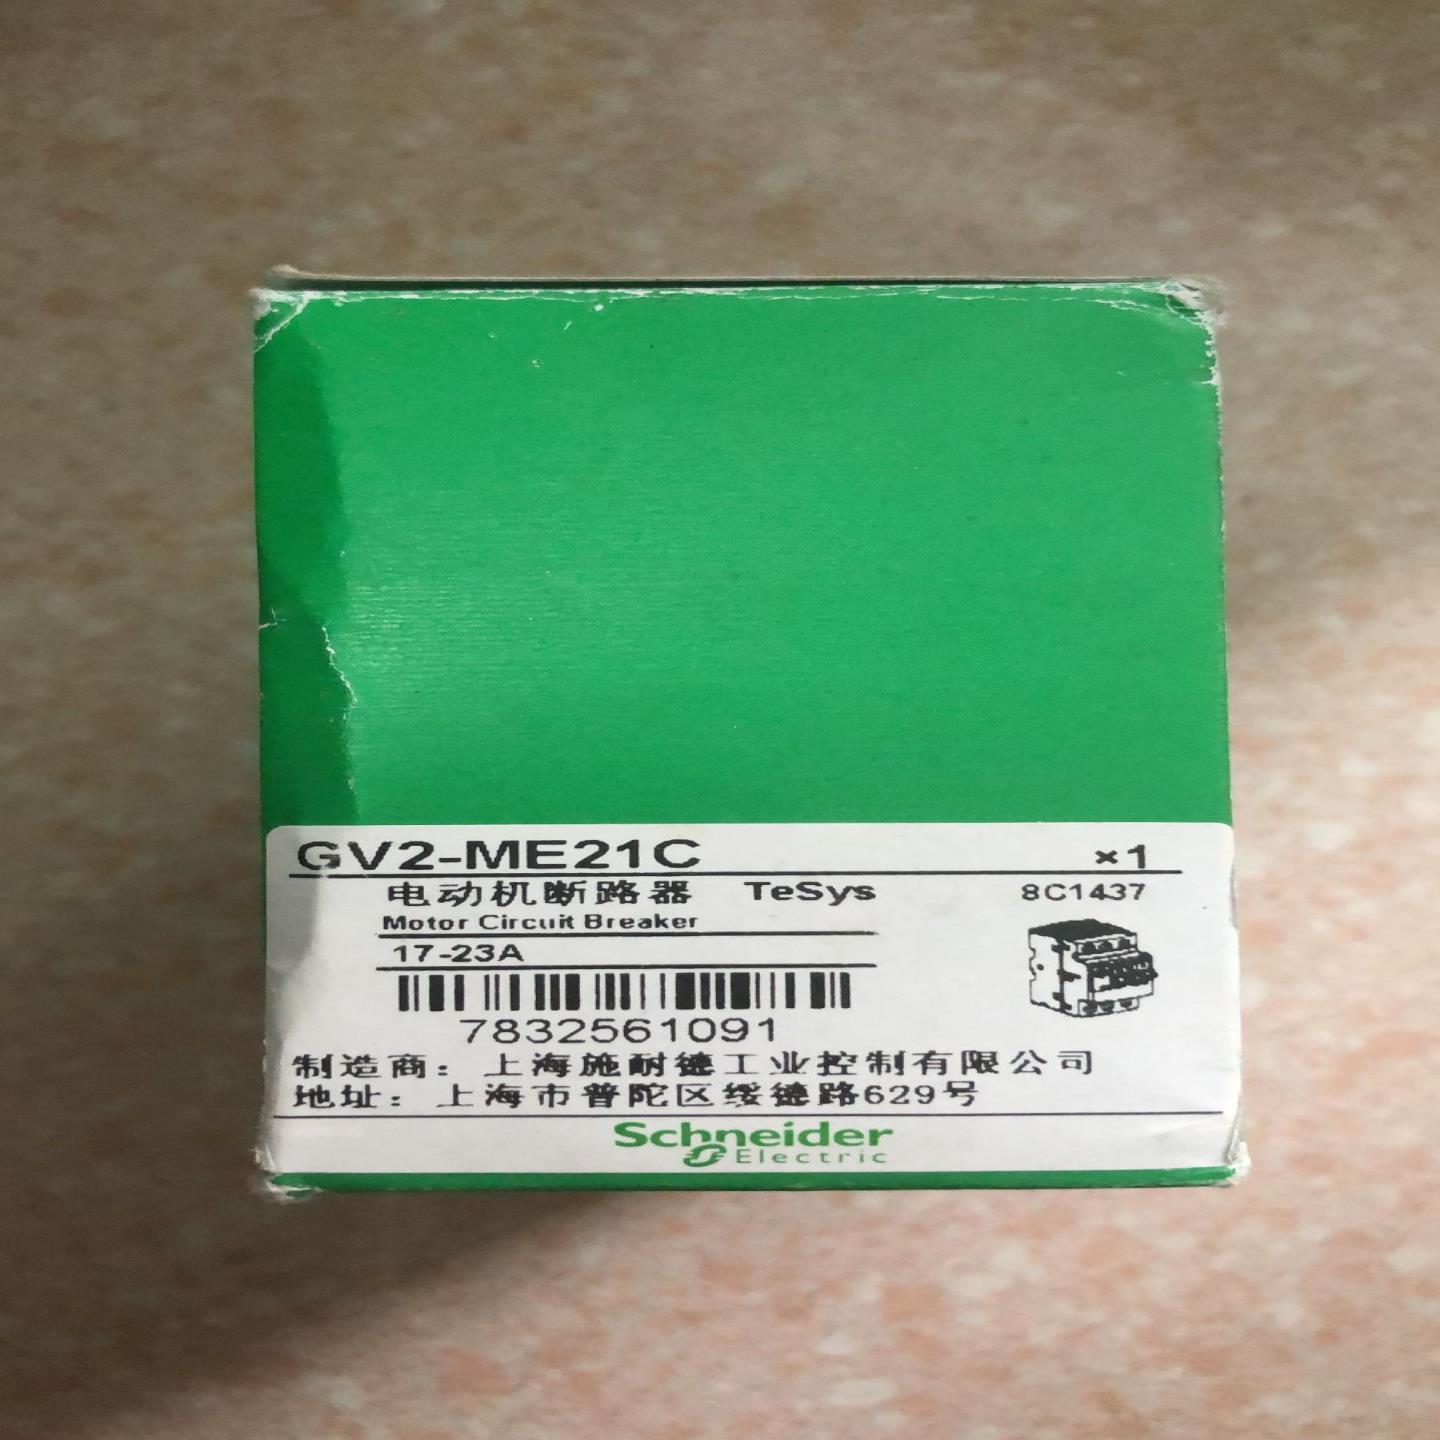 GV2-ME21C ×1
电动机断路器 TeSys 8C1437
Motor Circuit Breaker
17-23A
7832561091
制造商：上海施耐德工业控制有限公司
地址：上海市普陀区绥德路629号
Schneider
Electric